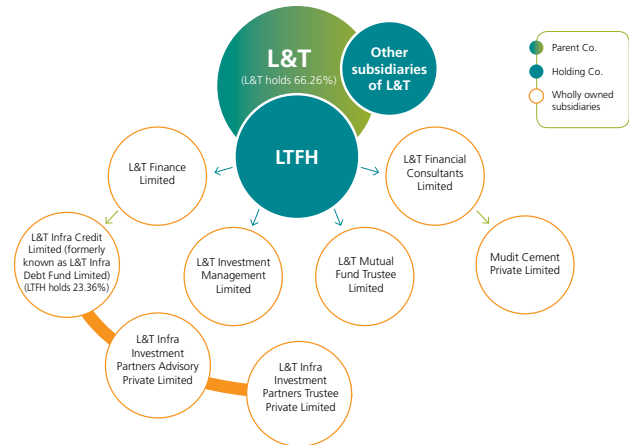 L&T
(L&T holds 66.26%)
Other
subsidiaries
of L&T
Parent Co.
Holding Co.
Wholly owned
subsidiaries
LTFH
L&T Finance
Limited
L&T Financial
Consultants
Limited
L&T Infra Credit
Limited (formerly
known as L&T Infra
Debt Fund Limited)
(LTFH holds 23.36%)
L&T Investment
Management
Limited
L&T Mutual
Fund Trustee
Limited
Mudit Cement
Private Limited
L&T Infra
Investment
Partners Advisory
Private Limited
L&T Infra
Investment
Partners Trustee
Private Limited